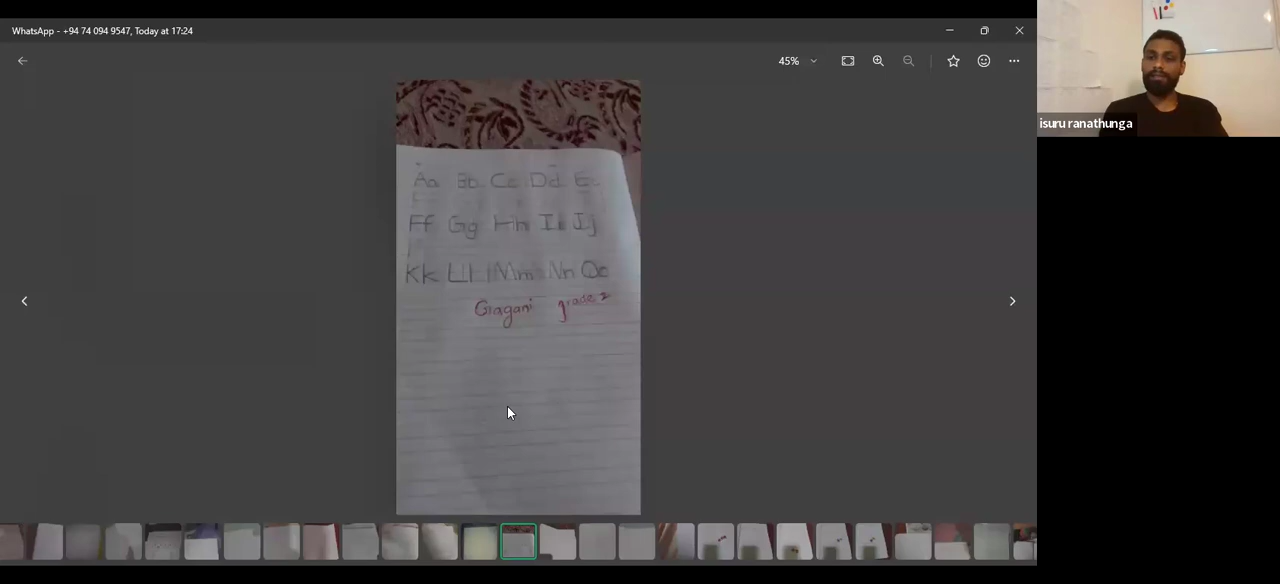 WhatsApp - +94 74 094 9547, Today at 17:24
45%
isuru ranathunga
Aa Bb Cc Dd Ee
Ff Gg Hh Ii Jj
Kk Ll Mm Nn Oo
Gragani grade 2